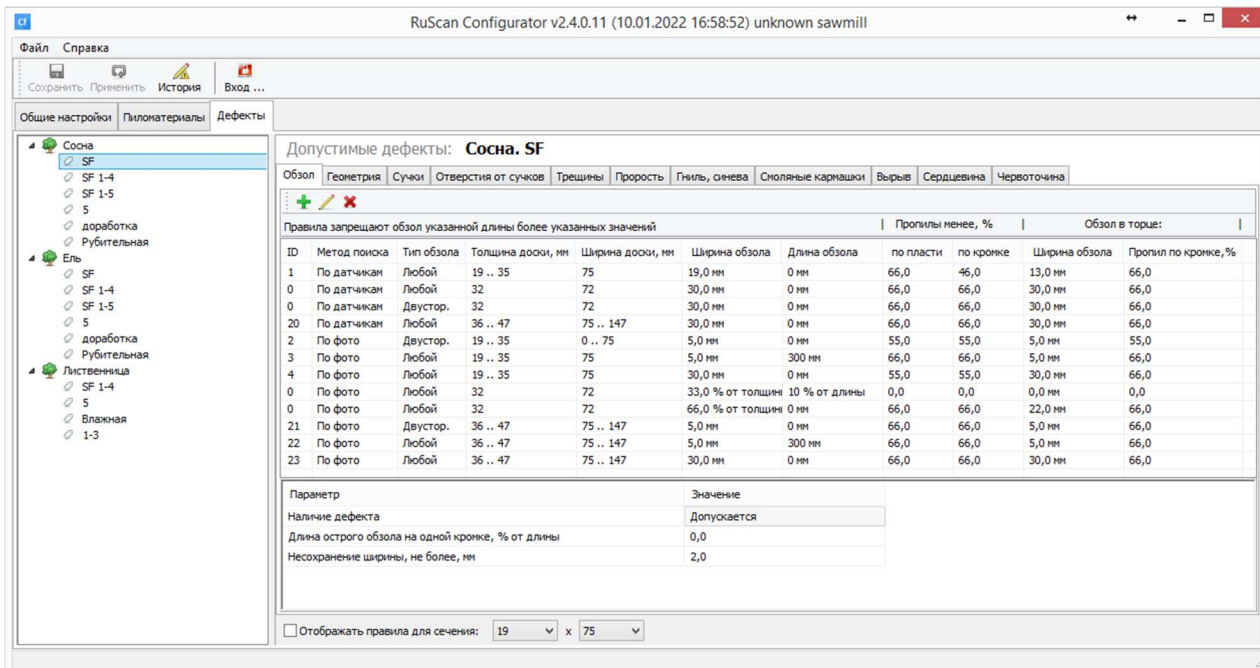 Cf RuScan Configurator v2.4.0.11 (10.01.2022 16:58:52) unknown sawmill
Файл Справка
Сохранить Применить История Вход ...
Общие настройки Пиломатериалы Дефекты
Сосна
SF
SF 1-4
SF 1-5
5
доработка
Рубительная
Ель
SF
SF 1-4
SF 1-5
5
доработка
Рубительная
Лиственница
SF 1-4
5
Влажная
1-3
Допустимые дефекты: Сосна. SF
Обзол Геометрия Сучки Отверстия от сучков Трещины Прорость Гниль, синева Смоляные кармашки Вырыв Сердцевина Червоточина
Правила запрещают обзол указанной длины более указанных значений | Пропилы менее, % | Обзол в торце: |
ID Метод поиска Тип обзола Толщина доски, мм Ширина доски, мм Ширина обзола Длина обзола по пласти по кромке Ширина обзола Пропил по кромке,%
1 По датчикам Любой 19 .. 35 75 19,0 мм 0 мм 66,0 46,0 13,0 мм 66,0
0 По датчикам Любой 32 72 30,0 мм 0 мм 66,0 66,0 30,0 мм 66,0
0 По датчикам Двустор. 32 72 30,0 мм 0 мм 66,0 66,0 30,0 мм 66,0
20 По датчикам Любой 36 .. 47 75 .. 147 30,0 мм 0 мм 66,0 66,0 30,0 мм 66,0
2 По фото Двустор. 19 .. 35 0 .. 75 5,0 мм 0 мм 55,0 55,0 5,0 мм 55,0
3 По фото Любой 19 .. 35 75 5,0 мм 300 мм 66,0 66,0 5,0 мм 66,0
4 По фото Любой 19 .. 35 75 30,0 мм 0 мм 55,0 55,0 30,0 мм 66,0
0 По фото Любой 32 72 33,0 % от толщин 10 % от длины 0,0 0,0 0,0 мм 0,0
0 По фото Любой 32 72 66,0 % от толщин 0 мм 66,0 66,0 22,0 мм 66,0
21 По фото Двустор. 36 .. 47 75 .. 147 5,0 мм 0 мм 66,0 66,0 5,0 мм 66,0
22 По фото Любой 36 .. 47 75 .. 147 5,0 мм 300 мм 66,0 66,0 5,0 мм 66,0
23 По фото Любой 36 .. 47 75 .. 147 30,0 мм 0 мм 66,0 66,0 30,0 мм 66,0
Параметр Значение
Наличие дефекта Допускается
Длина острого обзола на одной кромке, % от длины 0,0
Несохранение ширины, не более, мм 2,0
Отображать правила для сечения: 19 x 75